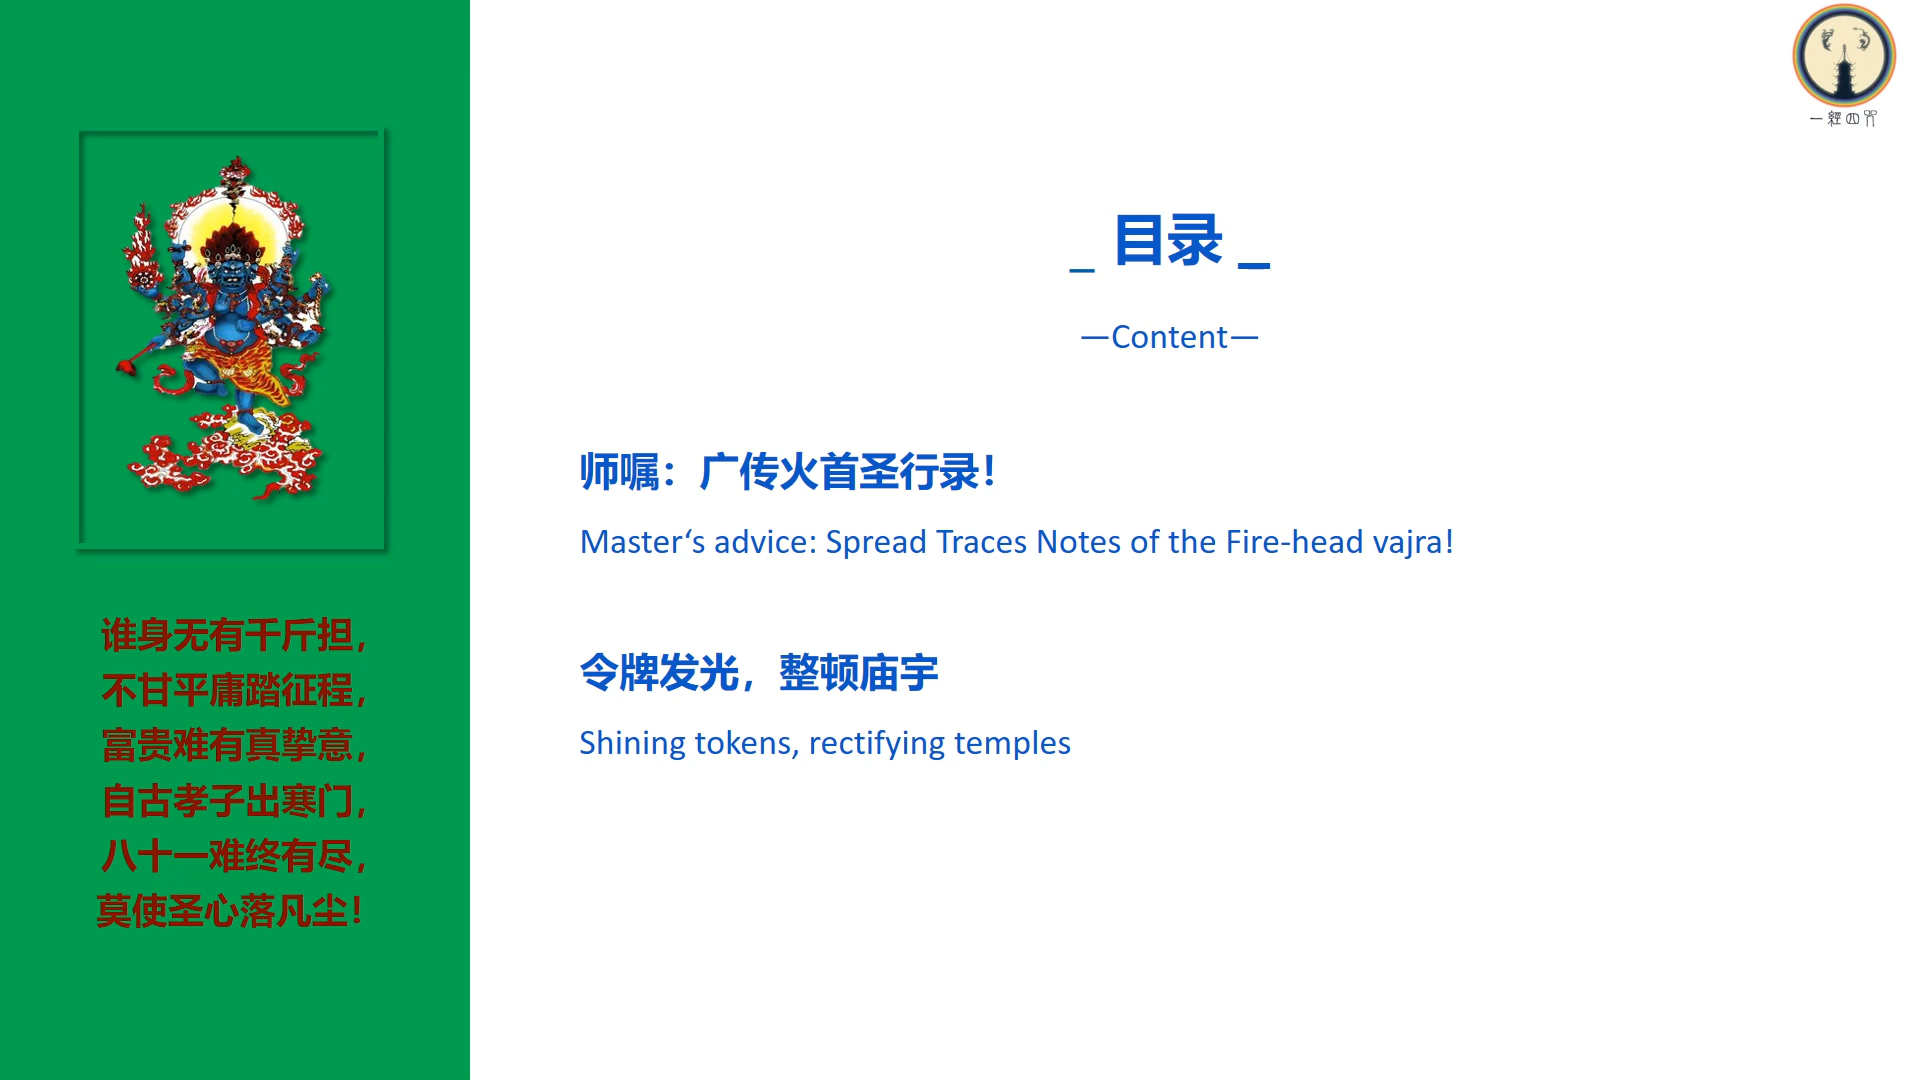 一經四咒
_ 目录 _
—Content—
师嘱：广传火首圣行录！
Master‘s advice: Spread Traces Notes of the Fire-head vajra!
令牌发光，整顿庙宇
Shining tokens, rectifying temples
谁身无有千斤担，
不甘平庸踏征程，
富贵难有真挚意，
自古孝子出寒门，
八十一难终有尽，
莫使圣心落凡尘！